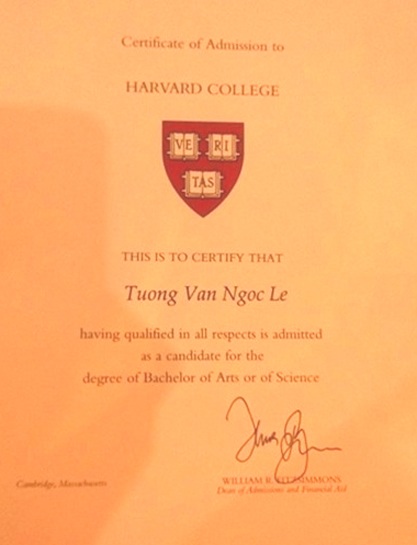 Certificate of Admission to
HARVARD COLLEGE
VE RI
TAS
THIS IS TO CERTIFY THAT
Tuong Van Ngoc Le
having qualified in all respects is admitted
as a candidate for the
degree of Bachelor of Arts or of Science
WILLIAM R. FITZSIMMONS
Cambridge, Massachusetts
Dean of Admissions and Financial Aid